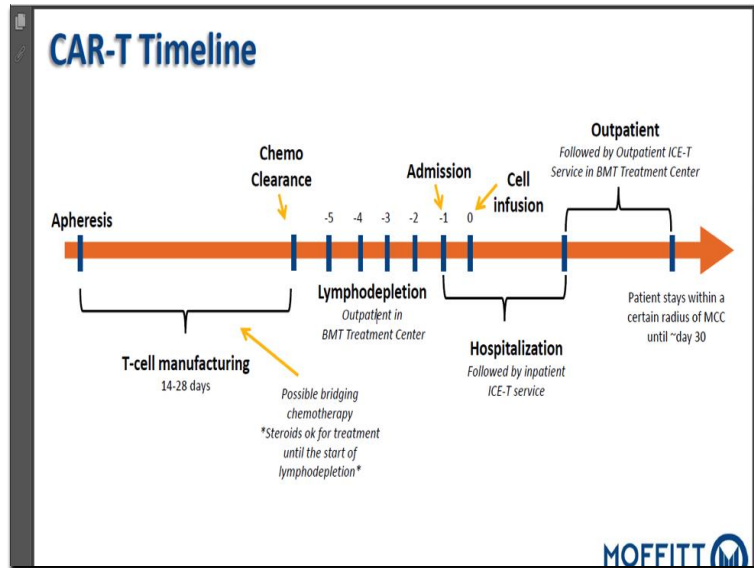 CAR-T Timeline
Outpatient
Followed by Outpatient ICE-T
Service in BMT Treatment Center
Chemo
Clearance
Admission
Cell
infusion
Apheresis
-5 -4 -3 -2 -1 0
Lymphodepletion
Outpatient in
BMT Treatment Center
Patient stays within a
certain radius of MCC
until ~day 30
Hospitalization
Followed by inpatient
ICE-T service
T-cell manufacturing
14-28 days
Possible bridging
chemotherapy
*Steroids ok for treatment
until the start of
lymphodepletion*
MOFFITT